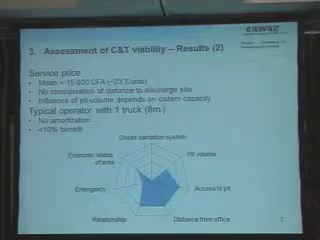 eawag
3. Assessment of C&T viability – Results (2)
Service price
• Mean = 15 000 CFA (~23 Euros)
• No consideration of distance to discharge site
• Influence of pit volume depends on cistern capacity
Typical operator with 1 truck (8m³)
• No amortization
• <10% benefit
Onsite sanitation system
Economic status
of area
Pit volume
Emergency
Access to pit
Relationship
Distance from office
7